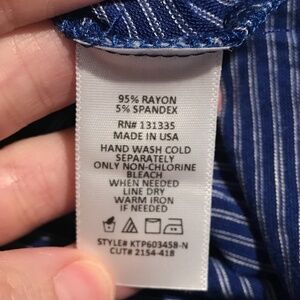 95% RAYON
5% SPANDEX
RN# 131335
MADE IN USA
HAND WASH COLD
SEPARATELY
ONLY NON-CHLORINE
BLEACH
WHEN NEEDED
LINE DRY
WARM IRON
IF NEEDED
STYLE# KTP603458-N
CUT# 2154-418